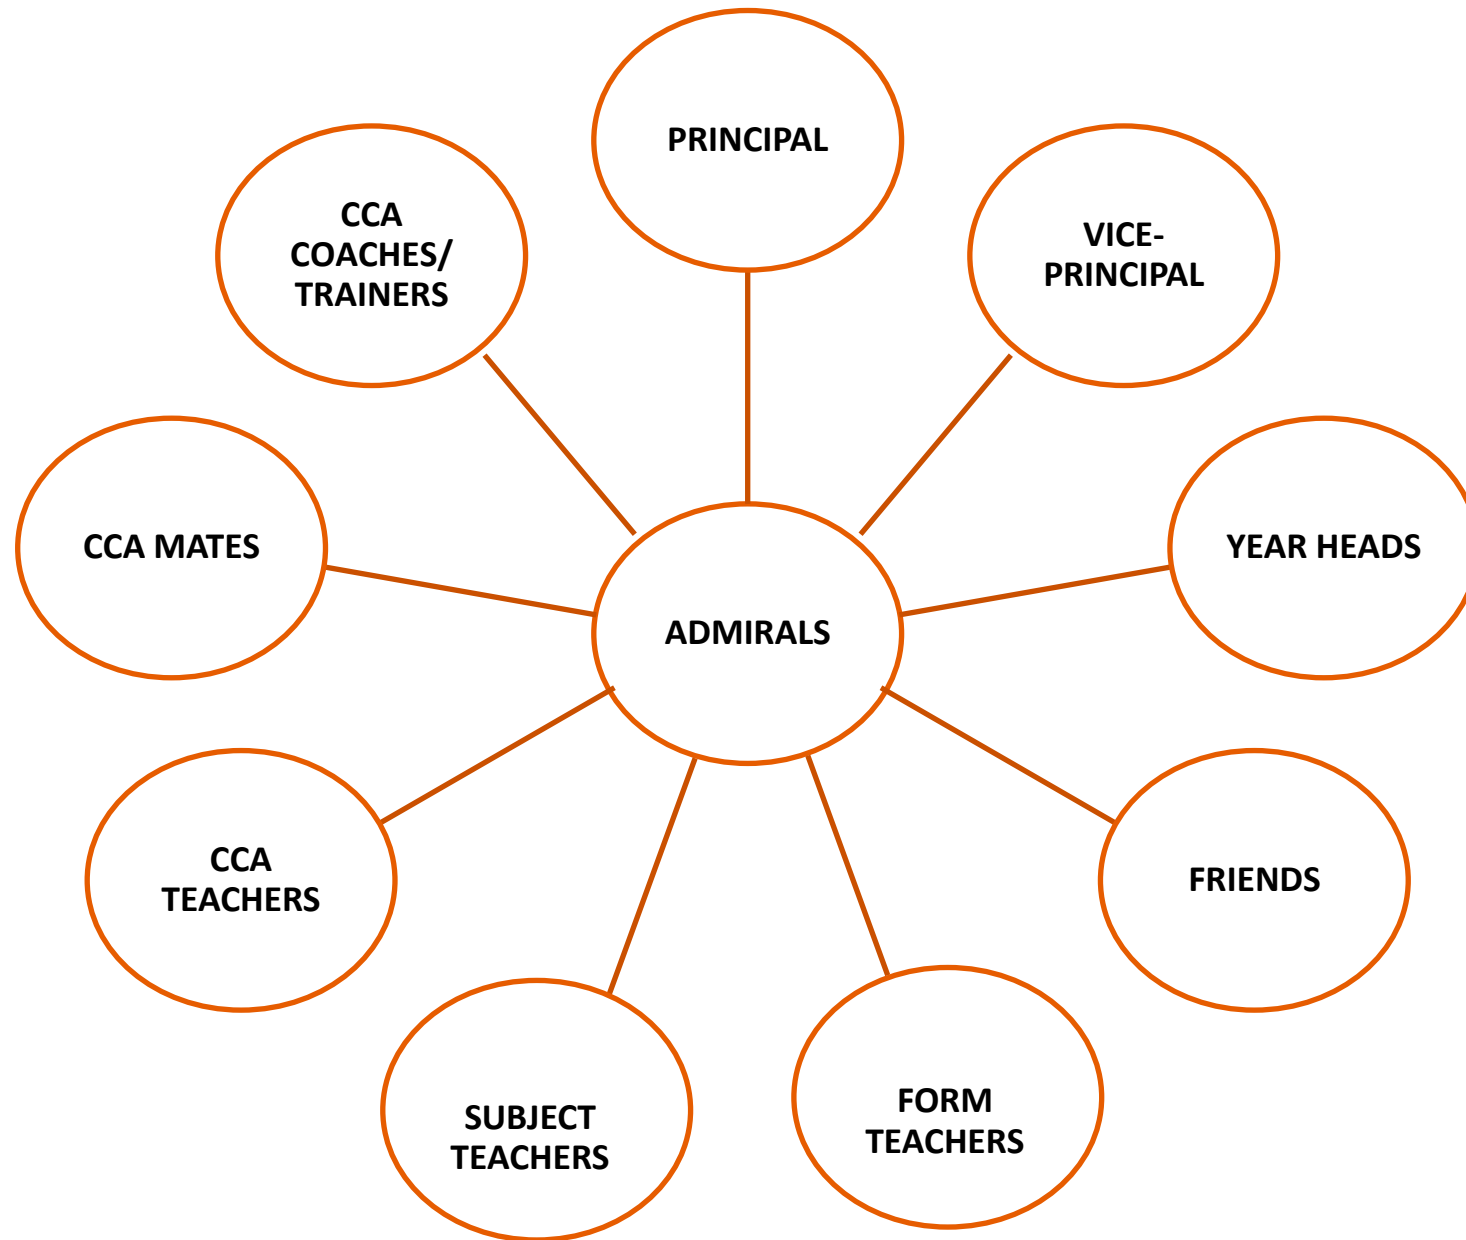 PRINCIPAL
VICE-
PRINCIPAL
YEAR HEADS
FRIENDS
FORM
TEACHERS
SUBJECT
TEACHERS
CCA
TEACHERS
CCA MATES
CCA
COACHES/
TRAINERS
ADMIRALS